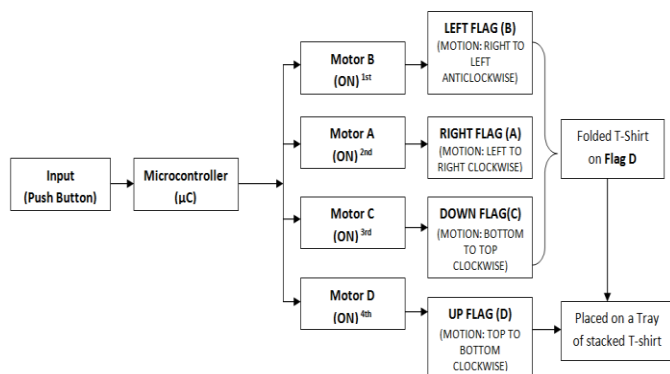 Input
(Push Button)
Microcontroller
(µC)
Motor B
(ON) 1st
Motor A
(ON) 2nd
Motor C
(ON) 3rd
Motor D
(ON) 4th
LEFT FLAG (B)
(MOTION: RIGHT TO
LEFT
ANTICLOCKWISE)
RIGHT FLAG (A)
(MOTION: LEFT TO
RIGHT CLOCKWISE)
DOWN FLAG(C)
(MOTION: BOTTOM
TO TOP
CLOCKWISE)
UP FLAG (D)
(MOTION: TOP TO
BOTTOM
CLOCKWISE)
Folded T-Shirt
on Flag D
Placed on a Tray
of stacked T-shirt